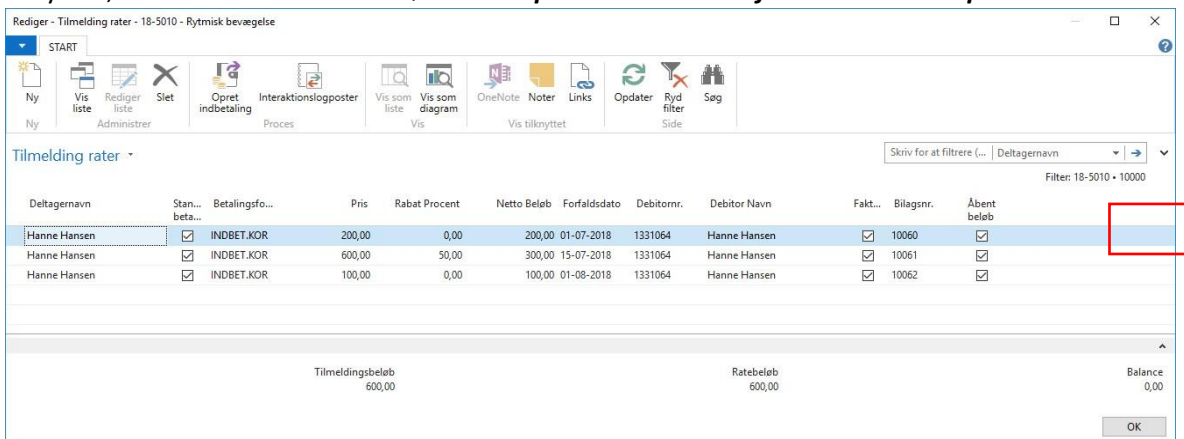 Rediger - Tilmelding rater - 18-5010 - Rytmisk bevægelse
START
Ny Vis liste Rediger liste Slet Opret indbetaling Interaktionslogposter Vis som liste Vis som diagram OneNote Noter Links Opdater Ryd filter Søg
Ny Administrer Proces Vis Vis tilknyttet Side
Tilmelding rater
Skriv for at filtrere (... Deltagernavn
Filter: 18-5010 • 10000
Deltagernavn Stan... beta... Betalingsfo... Pris Rabat Procent Netto Beløb Forfaldsdato Debitornr. Debitor Navn Fakt... Bilagsnr. Åbent beløb
Hanne Hansen INDBET.KOR 200,00 0,00 200,00 01-07-2018 1331064 Hanne Hansen 10060
Hanne Hansen INDBET.KOR 600,00 50,00 300,00 15-07-2018 1331064 Hanne Hansen 10061
Hanne Hansen INDBET.KOR 100,00 0,00 100,00 01-08-2018 1331064 Hanne Hansen 10062
Tilmeldingsbeløb Ratebeløb Balance
600,00 600,00 0,00
OK